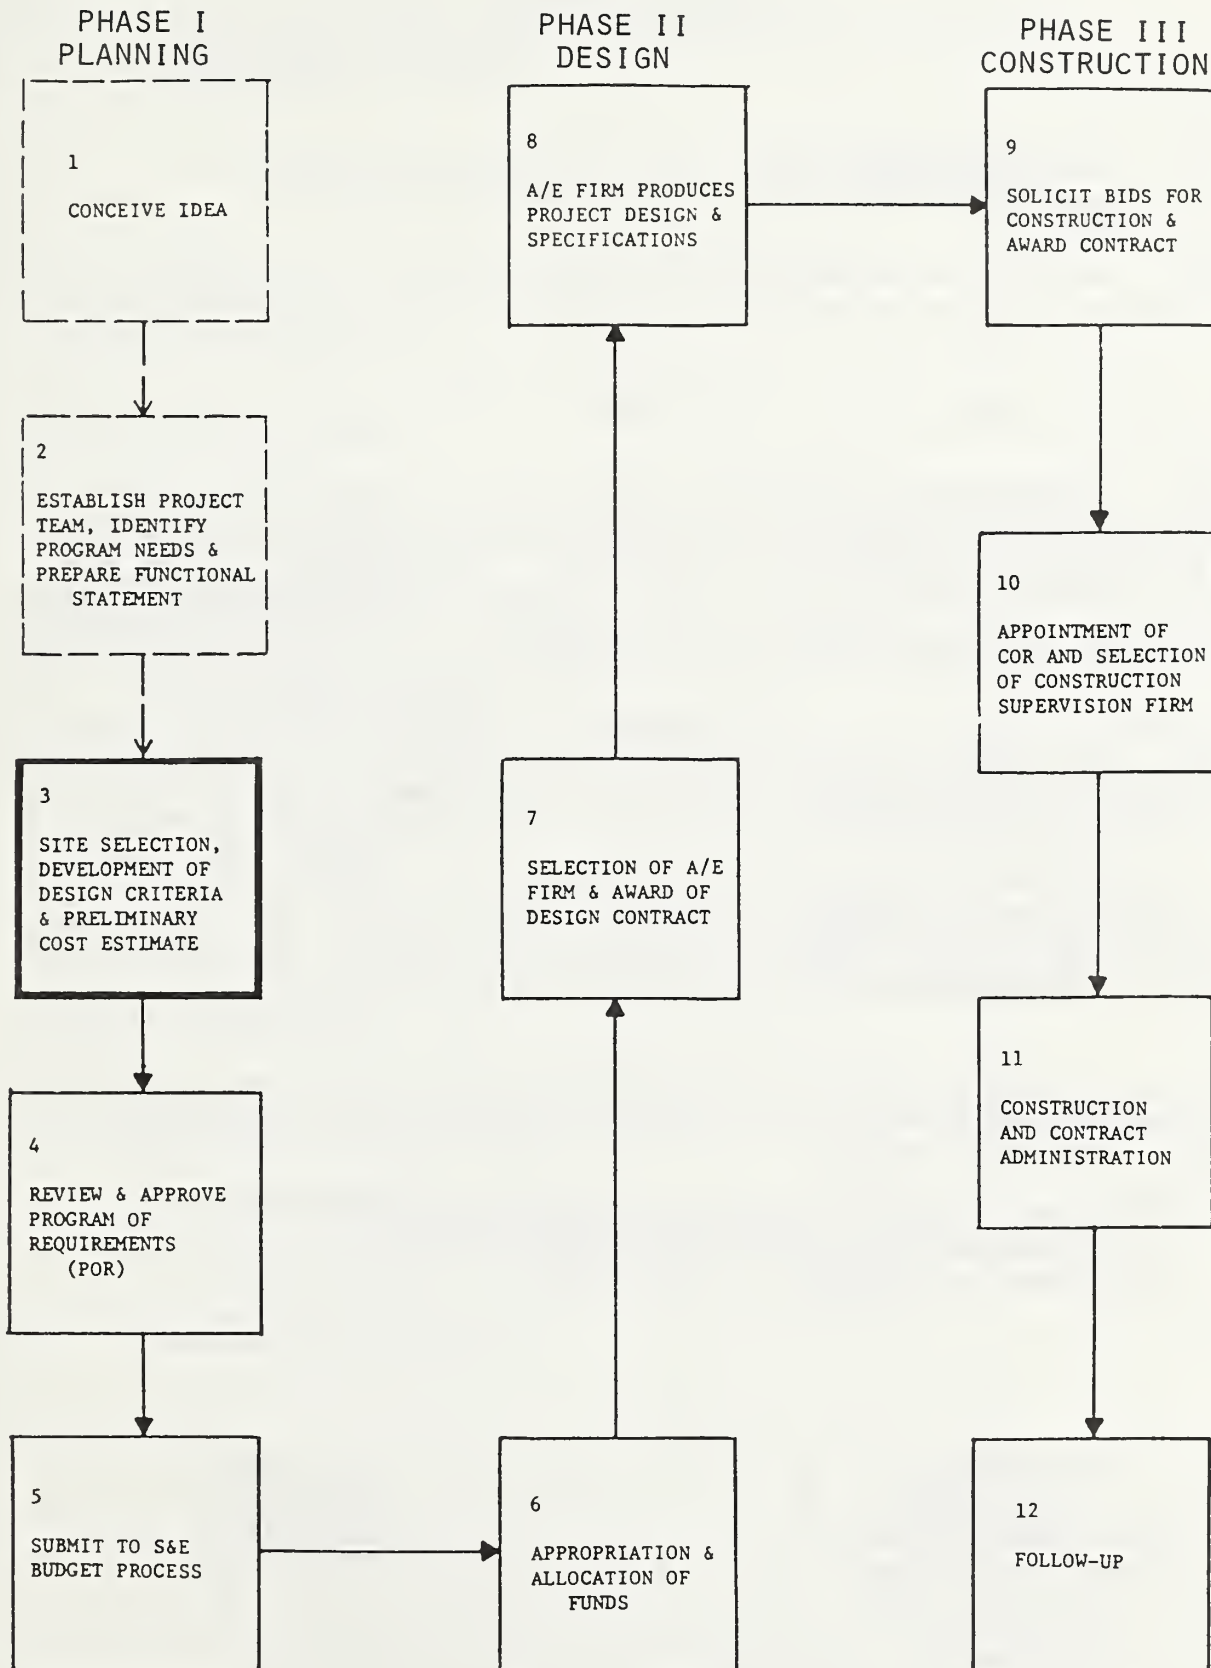 PHASE I
PLANNING
1
CONCEIVE IDEA
2
ESTABLISH PROJECT
TEAM, IDENTIFY
PROGRAM NEEDS &
PREPARE FUNCTIONAL
STATEMENT
3
SITE SELECTION,
DEVELOPMENT OF
DESIGN CRITERIA
& PRELIMINARY
COST ESTIMATE
4
REVIEW & APPROVE
PROGRAM OF
REQUIREMENTS
(POR)
5
SUBMIT TO S&E
BUDGET PROCESS
PHASE II
DESIGN
6
APPROPRIATION &
ALLOCATION OF
FUNDS
7
SELECTION OF A/E
FIRM & AWARD OF
DESIGN CONTRACT
8
A/E FIRM PRODUCES
PROJECT DESIGN &
SPECIFICATIONS
PHASE III
CONSTRUCTION
9
SOLICIT BIDS FOR
CONSTRUCTION &
AWARD CONTRACT
10
APPOINTMENT OF
COR AND SELECTION
OF CONSTRUCTION
SUPERVISION FIRM
11
CONSTRUCTION
AND CONTRACT
ADMINISTRATION
12
FOLLOW-UP